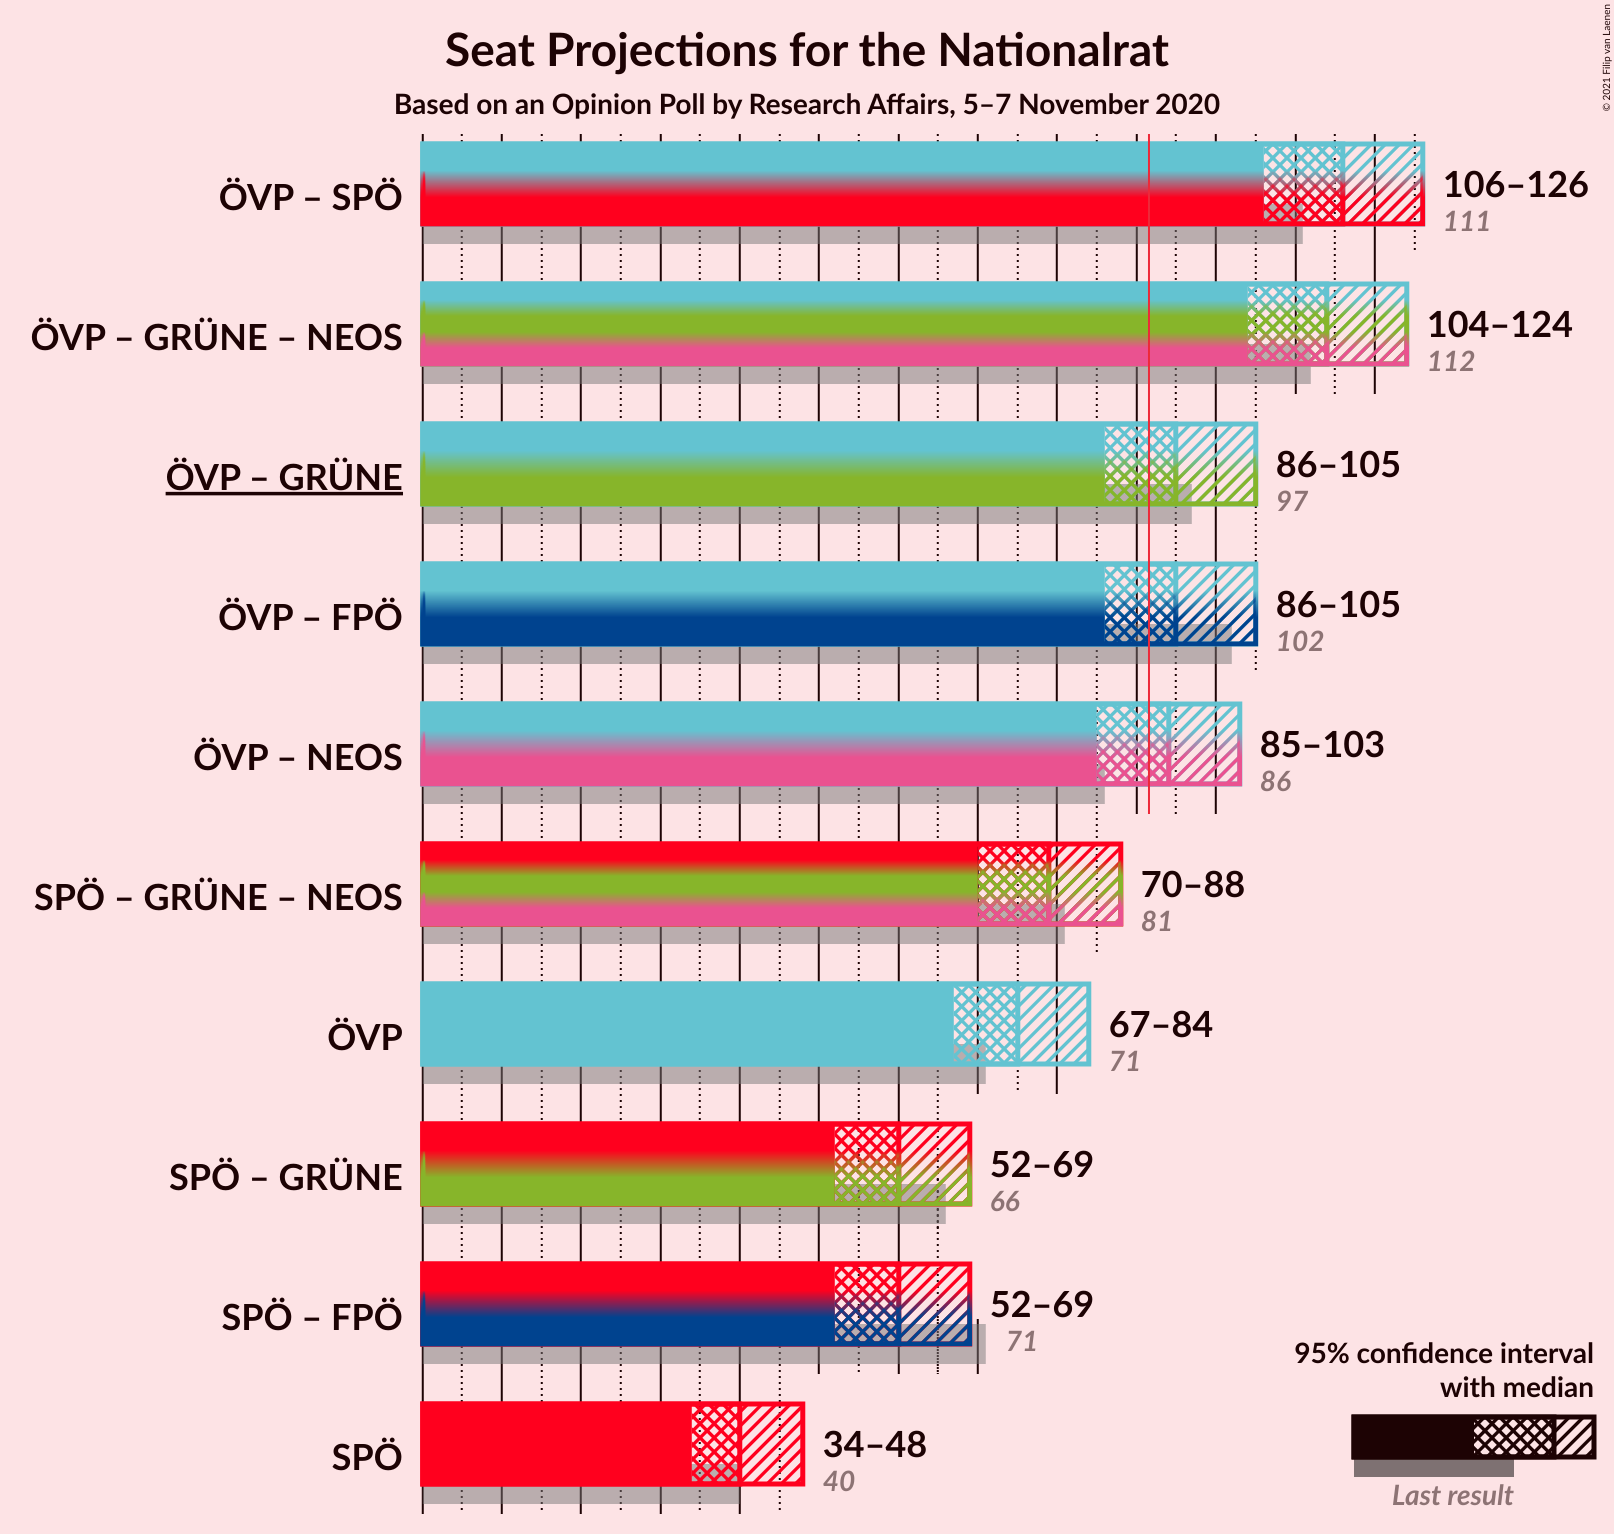 Seat Projections for the Nationalrat
Based on an Opinion Poll by Research Affairs, 5–7 November 2020
© 2021 Filip van Laenen
ÖVP – SPÖ
106–126
111
ÖVP – GRÜNE – NEOS
104–124
112
ÖVP – GRÜNE
86–105
97
ÖVP – FPÖ
86–105
102
ÖVP – NEOS
85–103
86
SPÖ – GRÜNE – NEOS
70–88
81
ÖVP
67–84
71
SPÖ – GRÜNE
52–69
66
SPÖ – FPÖ
52–69
71
SPÖ
34–48
40
95% confidence interval
with median
Last result